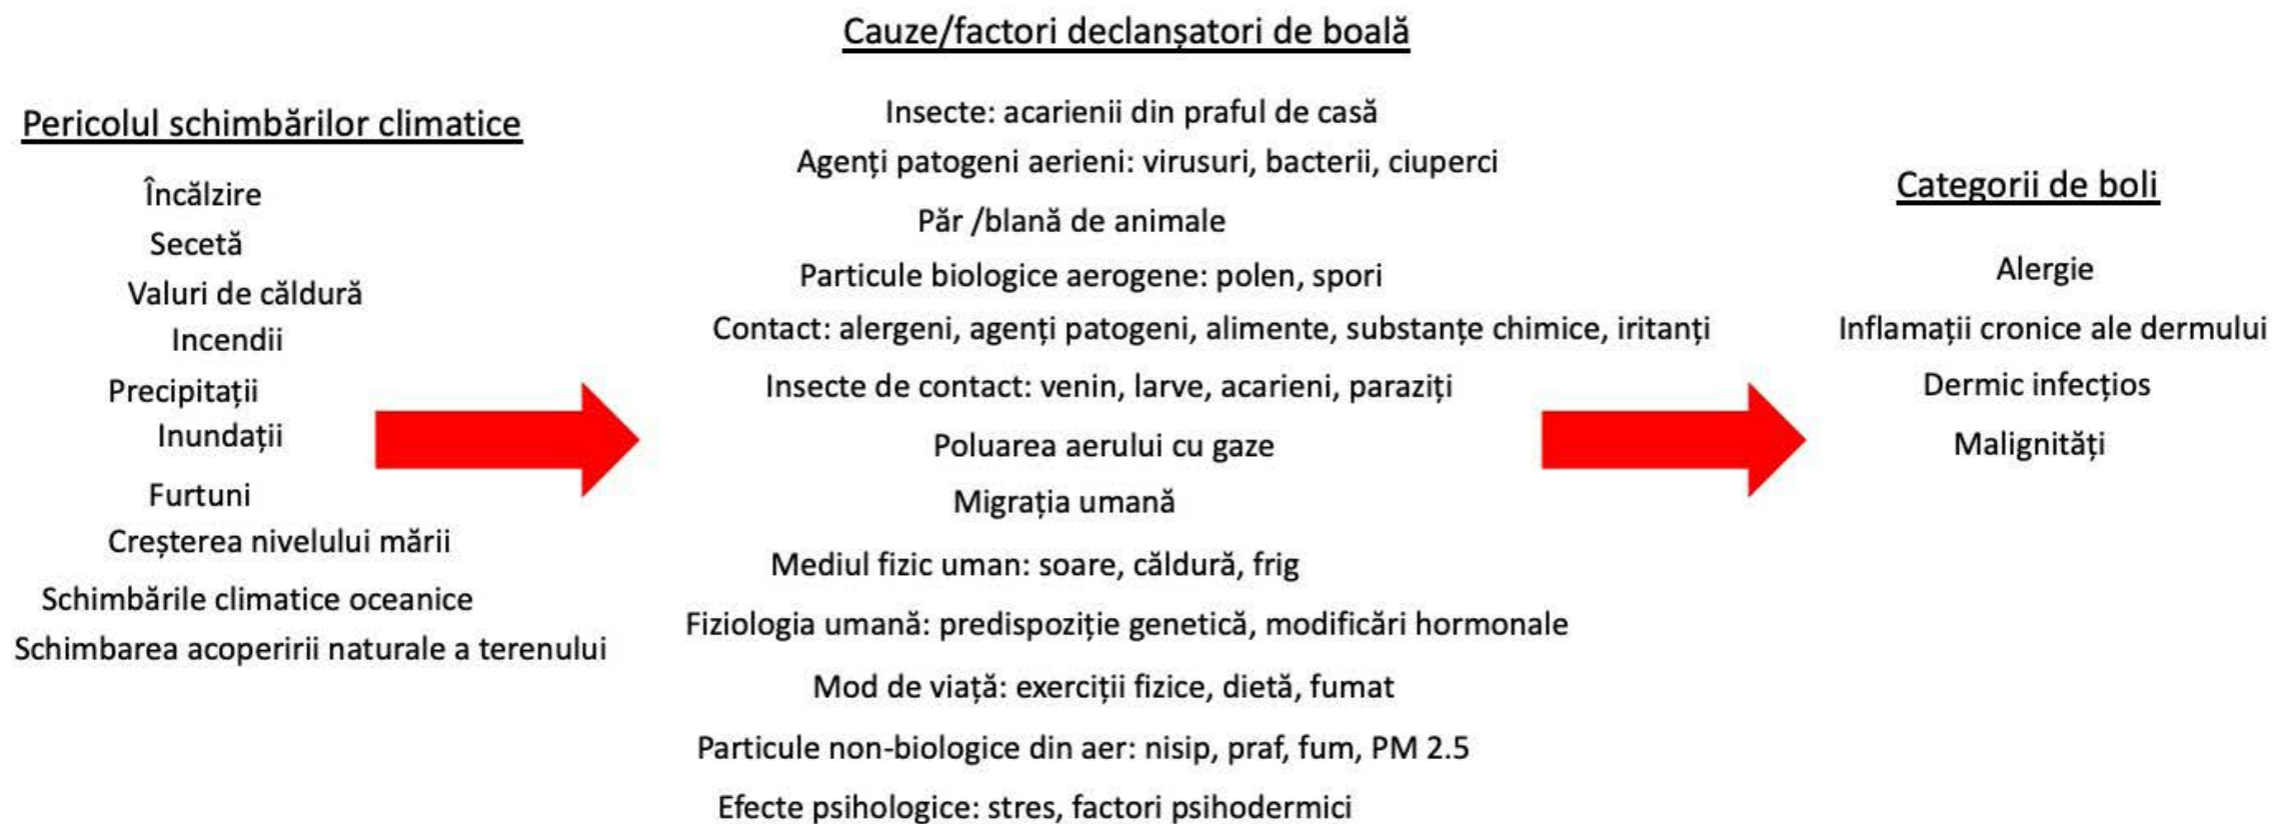 Pericolul schimbărilor climatice
Încălzire
Secetă
Valuri de căldură
Incendii
Precipitații
Inundații
Furtuni
Creșterea nivelului mării
Schimbările climatice oceanice
Schimbarea acoperirii naturale a terenului
Cauze/factori declanșatori de boală
Insecte: acarienii din praful de casă
Agenți patogeni aerieni: virusuri, bacterii, ciuperci
Păr /blană de animale
Particule biologice aerogene: polen, spori
Contact: alergeni, agenți patogeni, alimente, substanțe chimice, iritanți
Insecte de contact: venin, larve, acarieni, paraziți
Poluarea aerului cu gaze
Migrația umană
Mediul fizic uman: soare, căldură, frig
Fiziologia umană: predispoziție genetică, modificări hormonale
Mod de viață: exerciții fizice, dietă, fumat
Particule non-biologice din aer: nisip, praf, fum, PM 2.5
Efecte psihologice: stres, factori psihodermici
Categorii de boli
Alergie
Inflamații cronice ale dermului
Dermic infecțios
Malignități